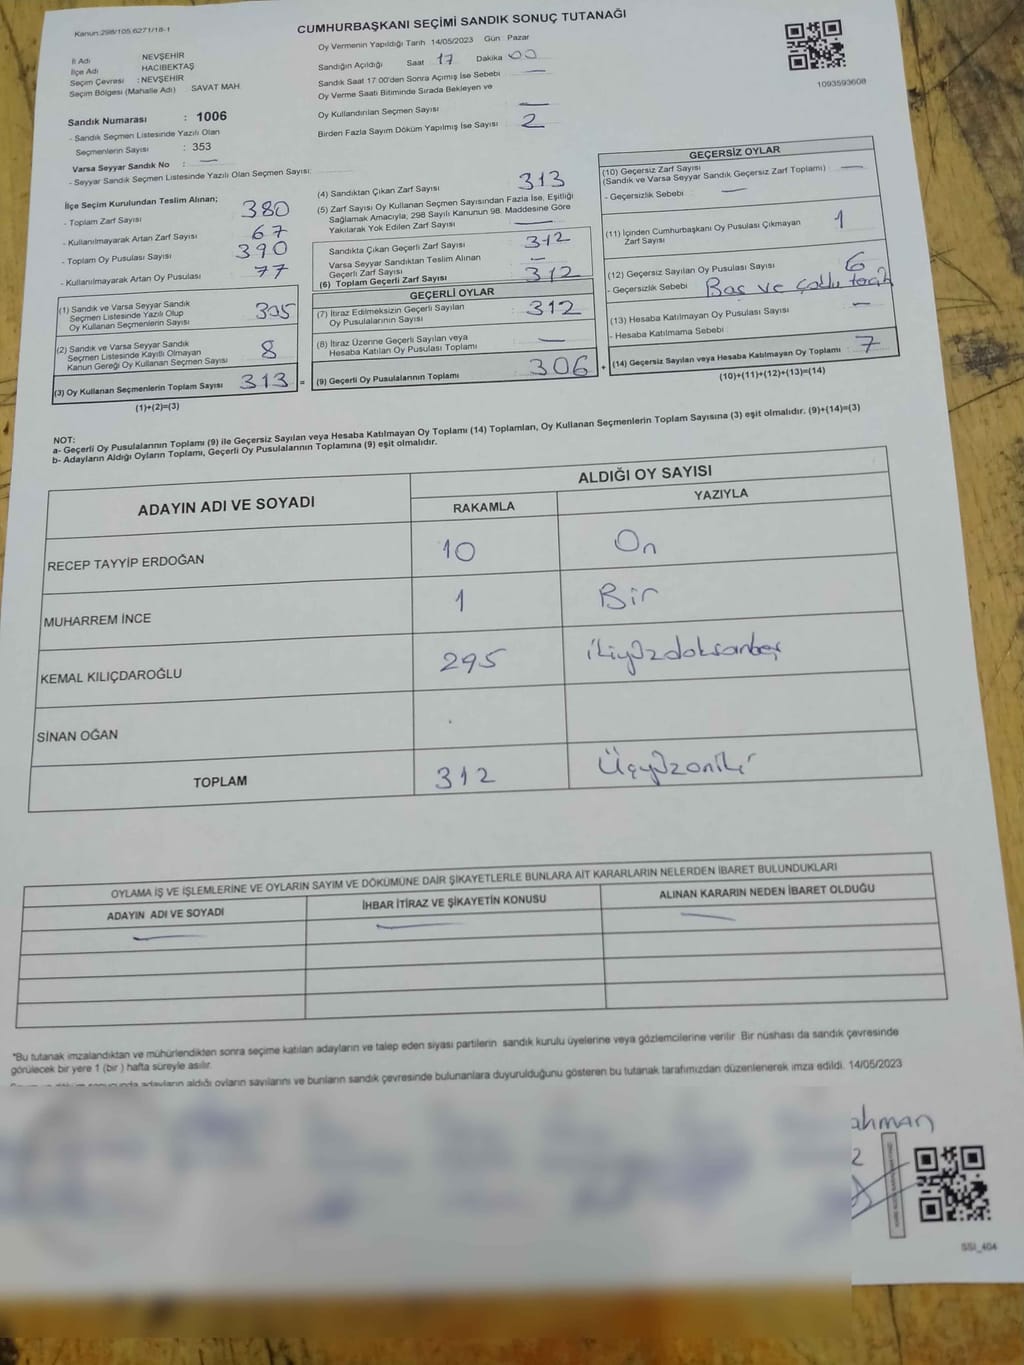 Kanun:298/105,6271/18-1
CUMHURBAŞKANI SEÇİMİ SANDIK SONUÇ TUTANAĞI
İl Adı NEVŞEHİR
İlçe Adı HACIBEKTAŞ
Seçim Çevresi : NEVŞEHİR
Seçim Bölgesi (Mahalle Adı) SAVAT MAH.
Oy Vermenin Yapıldığı Tarih 14/05/2023 Gün Pazar
Sandığın Açıldığı Saat 17 Dakika 00
Sandık Saat 17:00'den Sonra Açımış İse Sebebi —
Oy Verme Saati Bitiminde Sırada Bekleyen ve
Oy Kullandırılan Seçmen Sayısı —
Birden Fazla Sayım Döküm Yapılmış İse Sayısı 2
1093593608
Sandık Numarası : 1006
- Sandık Seçmen Listesinde Yazılı Olan
Seçmenlerin Sayısı : 353
Varsa Seyyar Sandık No : —
- Seyyar Sandık Seçmen Listesinde Yazılı Olan Seçmen Sayısı:
İlçe Seçim Kurulundan Teslim Alınan;
- Toplam Zarf Sayısı 380
- Kullanılmayarak Artan Zarf Sayısı 67
- Toplam Oy Pusulası Sayısı 390
- Kullanılmayarak Artan Oy Pusulası 77
(1) Sandık ve Varsa Seyyar Sandık
Seçmen Listesinde Yazılı Olup
Oy Kullanan Seçmenlerin Sayısı 305
(2) Sandık ve Varsa Seyyar Sandık
Seçmen Listesinde Kayıtlı Olmayan
Kanun Gereği Oy Kullanan Seçmen Sayısı 8
(3) Oy Kullanan Seçmenlerin Toplam Sayısı 313 =
(1)+(2)=(3)
(4) Sandıktan Çıkan Zarf Sayısı 313
(5) Zarf Sayısı Oy Kullanan Seçmen Sayısından Fazla İse, Eşitliği
Sağlamak Amacıyla, 298 Sayılı Kanunun 98. Maddesine Göre
Yakılarak Yok Edilen Zarf Sayısı —
Sandıkta Çıkan Geçerli Zarf Sayısı 312
Varsa Seyyar Sandıktan Teslim Alınan
Geçerli Zarf Sayısı —
(6) Toplam Geçerli Zarf Sayısı 312
GEÇERLİ OYLAR
(7) İtiraz Edilmeksizin Geçerli Sayılan
Oy Pusulalarının Sayısı 312
(8) İtiraz Üzerine Geçerli Sayılan veya
Hesaba Katılan Oy Pusulası Toplamı —
(9) Geçerli Oy Pusulalarının Toplamı 306 +
GEÇERSİZ OYLAR
(10) Geçersiz Zarf Sayısı
(Sandık ve Varsa Seyyar Sandık Geçersiz Zarf Toplamı) —
- Geçersizlik Sebebi —
(11) İçinden Cumhurbaşkanı Oy Pusulası Çıkmayan
Zarf Sayısı 1
(12) Geçersiz Sayılan Oy Pusulası Sayısı 6
- Geçersizlik Sebebi Boş ve çoklu tercih
(13) Hesaba Katılmayan Oy Pusulası Sayısı —
- Hesaba Katılmama Sebebi
(14) Geçersiz Sayılan veya Hesaba Katılmayan Oy Toplamı 7
(10)+(11)+(12)+(13)=(14)
NOT:
a- Geçerli Oy Pusulalarının Toplamı (9) ile Geçersiz Sayılan veya Hesaba Katılmayan Oy Toplamı (14) Toplamları, Oy Kullanan Seçmenlerin Toplam Sayısına (3) eşit olmalıdır. (9)+(14)=(3)
b- Adayların Aldığı Oyların Toplamı, Geçerli Oy Pusulalarının Toplamına (9) eşit olmalıdır.
ADAYIN ADI VE SOYADI ALDIĞI OY SAYISI
RAKAMLA YAZIYLA
RECEP TAYYİP ERDOĞAN 10 On
MUHARREM İNCE 1 Bir
KEMAL KILIÇDAROĞLU 295 ikiyüzdoksanbeş
SİNAN OĞAN
TOPLAM 312 Üçyüzoniki
OYLAMA İŞ VE İŞLEMLERİNE VE OYLARIN SAYIM VE DÖKÜMÜNE DAİR ŞİKAYETLERLE BUNLARA AİT KARARLARIN NELERDEN İBARET BULUNDUKLARI
ADAYIN ADI VE SOYADI İHBAR İTİRAZ VE ŞİKAYETİN KONUSU ALINAN KARARIN NEDEN İBARET OLDUĞU
— — —
*Bu tutanak imzalandıktan ve mühürlendikten sonra seçime katılan adayların ve talep eden siyasi partilerin sandık kurulu üyelerine veya gözlemcilerine verilir. Bir nüshası da sandık çevresinde
görülecek bir yere 1 (bir ) hafta süreyle asılır.
adayların aldığı oyların sayılarını ve bunların sandık çevresinde bulunanlara duyurulduğunu gösteren bu tutanak tarafımızdan düzenlenerek imza edildi. 14/05/2023
ahman
2
SSI_404